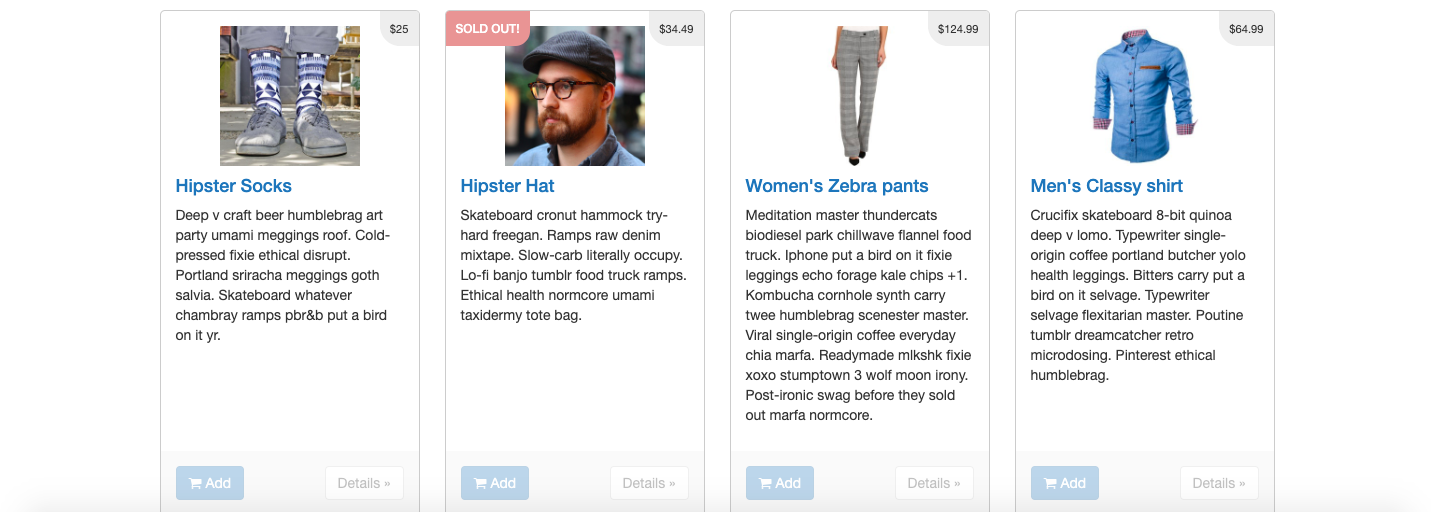 $25
Hipster Socks
Deep v craft beer humblebrag art
party umami meggings roof. Cold-
pressed fixie ethical disrupt.
Portland sriracha meggings goth
salvia. Skateboard whatever
chambray ramps pbr&b put a bird
on it yr.
Add
Details »
SOLD OUT!
$34.49
Hipster Hat
Skateboard cronut hammock try-
hard freegan. Ramps raw denim
mixtape. Slow-carb literally occupy.
Lo-fi banjo tumblr food truck ramps.
Ethical health normcore umami
taxidermy tote bag.
Add
Details »
$124.99
Women's Zebra pants
Meditation master thundercats
biodiesel park chillwave flannel food
truck. Iphone put a bird on it fixie
leggings echo forage kale chips +1.
Kombucha cornhole synth carry
twee humblebrag scenester master.
Viral single-origin coffee everyday
chia marfa. Readymade mlkshk fixie
xoxo stumptown 3 wolf moon irony.
Post-ironic swag before they sold
out marfa normcore.
Add
Details »
$64.99
Men's Classy shirt
Crucifix skateboard 8-bit quinoa
deep v lomo. Typewriter single-
origin coffee portland butcher yolo
health leggings. Bitters carry put a
bird on it selvage. Typewriter
selvage flexitarian master. Poutine
tumblr dreamcatcher retro
microdosing. Pinterest ethical
humblebrag.
Add
Details »